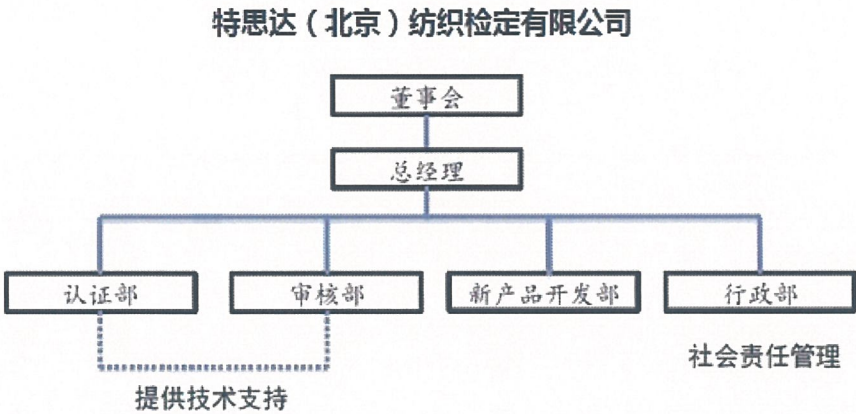 特思达（北京）纺织检定有限公司
董事会
总经理
认证部
审核部
新产品开发部
行政部
社会责任管理
提供技术支持